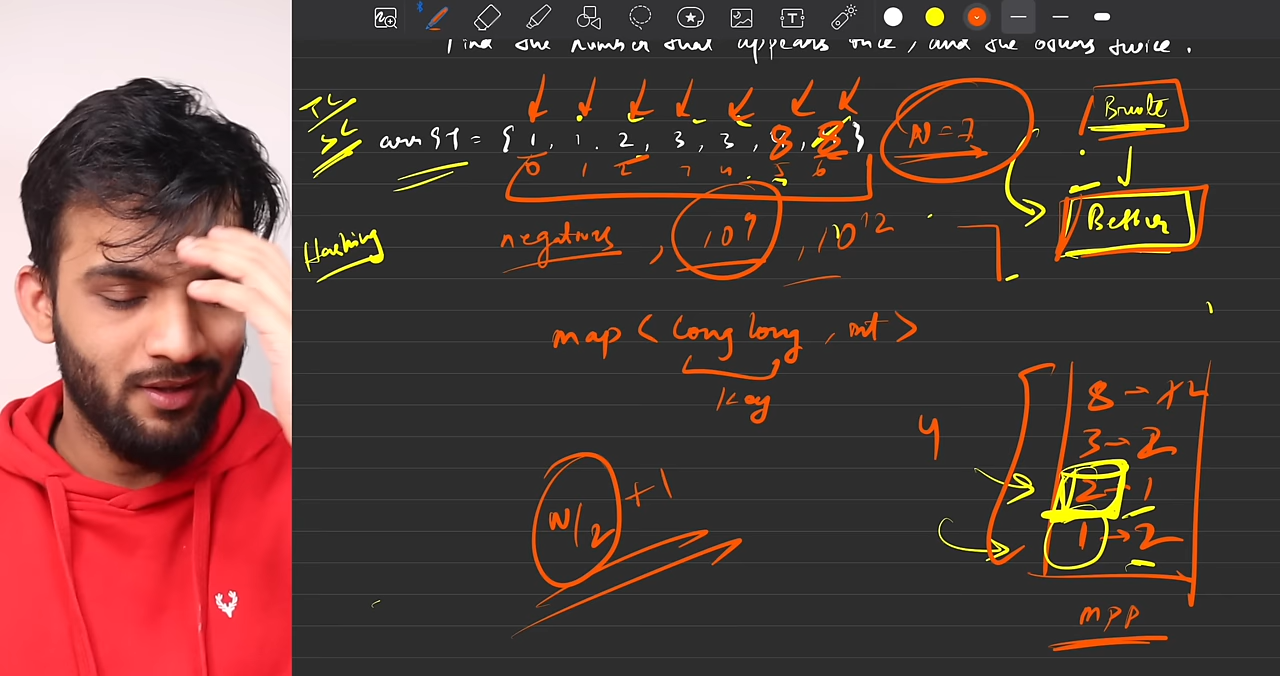 Find the number that appears once, and the others twice.
TC
SC
arr[] = { 1, 1, 2, 3, 3, 8, 8 }
N = 7
Brute
0 1 2 3 4 5 6
Better
Hashing
negatives, 10^9, 10^12
map < long long, int >
Key
8 → 2
4
3 → 2
2 → 1
N/2 + 1
1 → 2
mpp